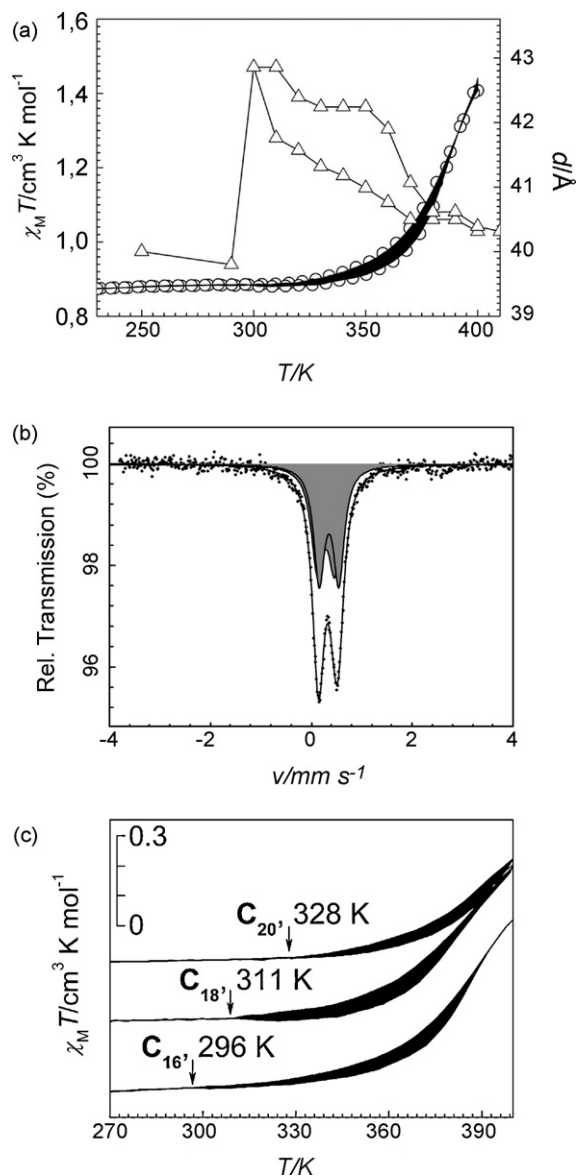 (a)
1,6
1,4
1,2
1,0
0,8
χMT/cm³ K mol⁻¹
43
42
41
40
39
d/Å
250 300 350 400
T/K
(b)
100
98
96
Rel. Transmission (%)
-4 -2 0 2 4
v/mm s⁻¹
(c)
0.3
0
χMT/cm³ K mol⁻¹
C₂₀, 328 K
C₁₈, 311 K
C₁₆, 296 K
270 300 330 360 390
T/K